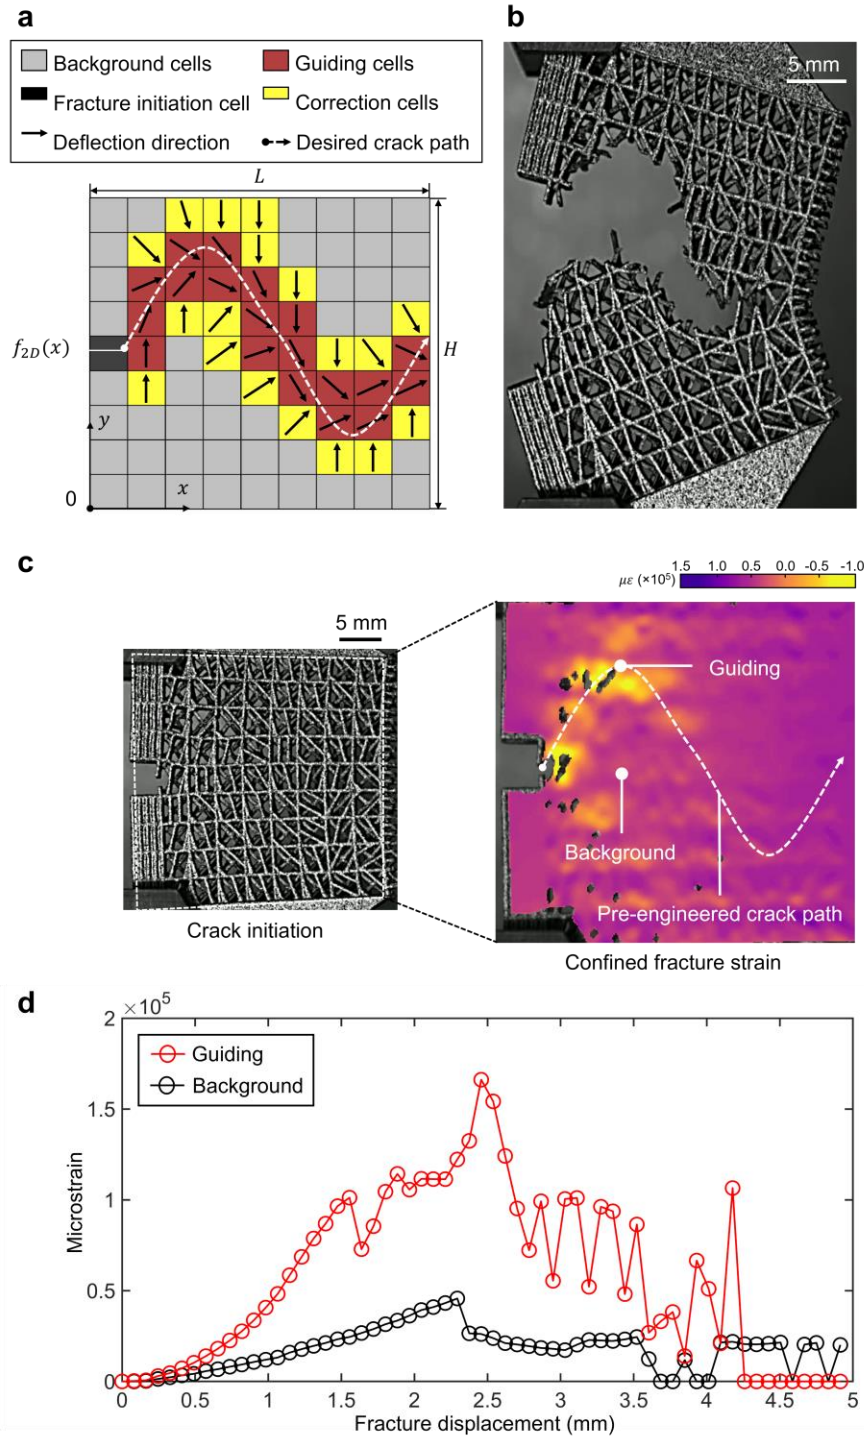 a
Background cells
Guiding cells
Fracture initiation cell
Correction cells
Deflection direction
Desired crack path
L
f2D(x)
H
y
0
x
b
5 mm
c
5 mm
Crack initiation
με (×10⁵)
1.5 1.0 0.5 0.0 -0.5 -1.0
Guiding
Background
Pre-engineered crack path
Confined fracture strain
d
×10⁵
2
1.5
1
0.5
0
Microstrain
Guiding
Background
0 0.5 1 1.5 2 2.5 3 3.5 4 4.5 5
Fracture displacement (mm)